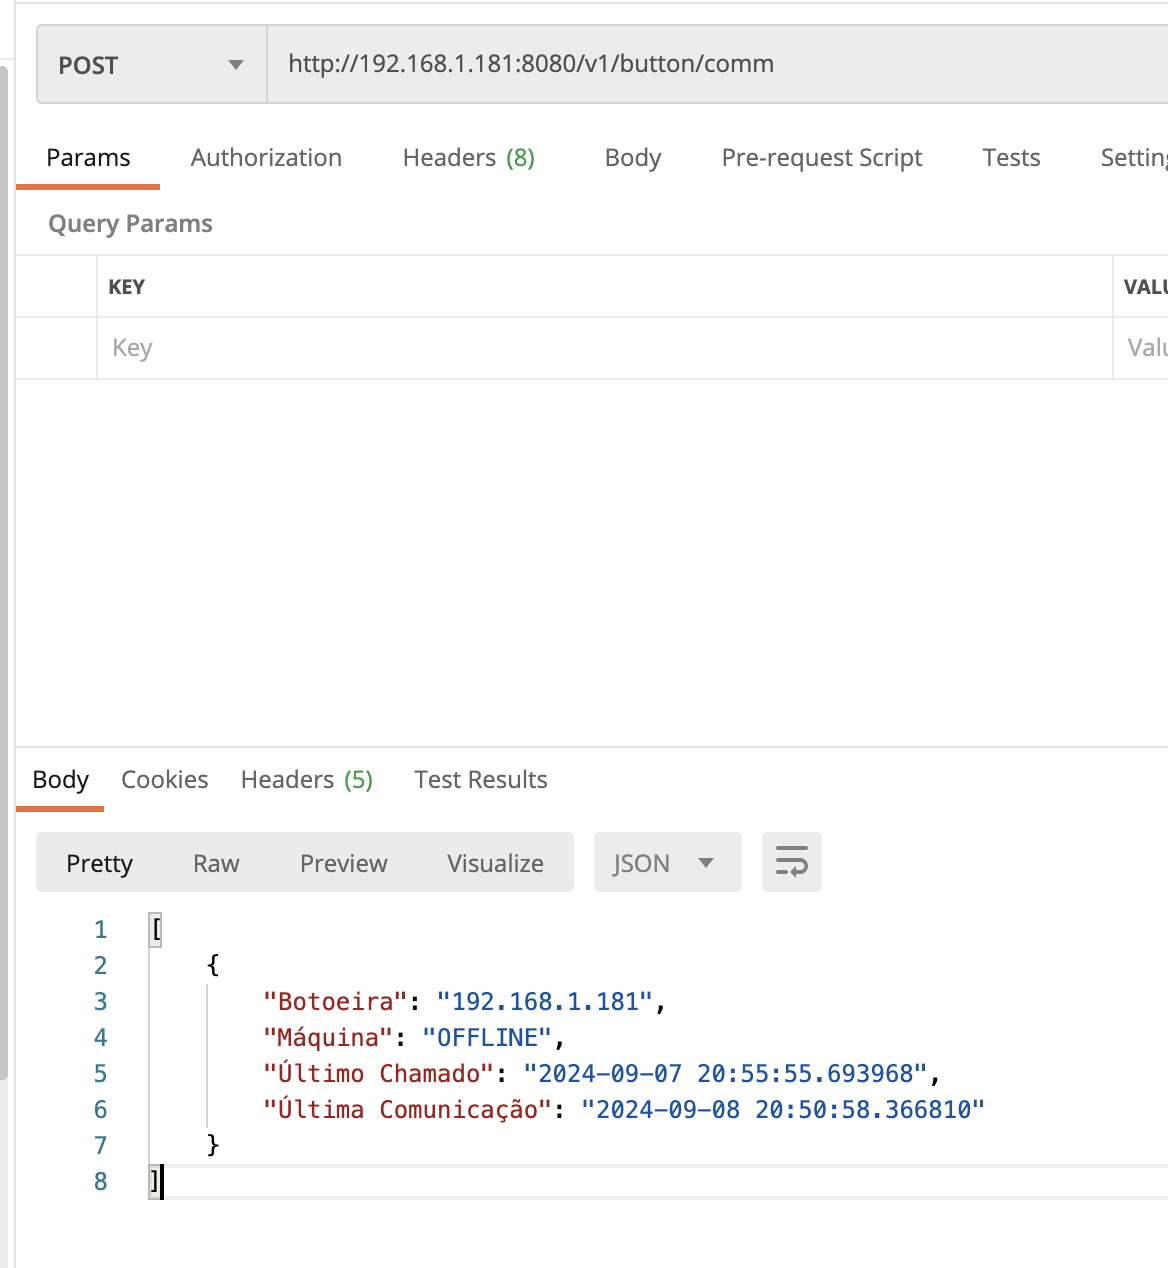 POST http://192.168.1.181:8080/v1/button/comm
Params Authorization Headers (8) Body Pre-request Script Tests Setting
Query Params
KEY VALU
Key Valu
Body Cookies Headers (5) Test Results
Pretty Raw Preview Visualize JSON
1 [
2 {
3 "Botoeira": "192.168.1.181",
4 "Máquina": "OFFLINE",
5 "Último Chamado": "2024-09-07 20:55:55.693968",
6 "Última Comunicação": "2024-09-08 20:50:58.366810"
7 }
8 ]